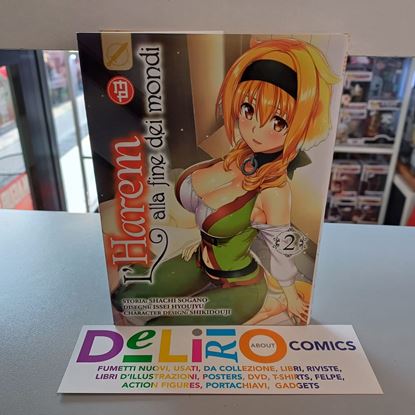 L'Harem
alla fine dei mondi
2
STORIA: SHACHI SOGANO
DISEGNI: ISSEI HYOUJYU
CHARACTER DESIGN: SHIKIDOUJI
DeLiRiO ABOUT COMICS
FUMETTI NUOVI, USATI, DA COLLEZIONE, LIBRI, RIVISTE,
LIBRI D'ILLUSTRAZIONI, POSTERS, DVD, T-SHIRTS, FELPE,
ACTION FIGURES, PORTACHIAVI, GADGETS